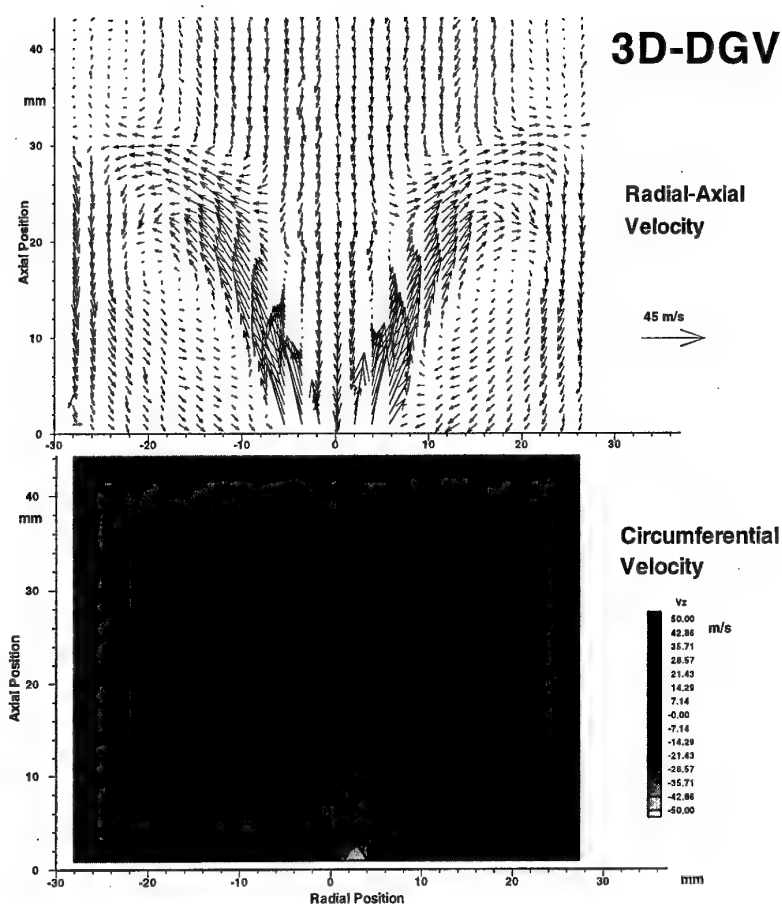 3D-DGV
40
mm
30
20
10
0
Axial Position
Radial-Axial
Velocity
45 m/s
-30
-20
-10
0
10
20
30
40
mm
30
20
10
0
Axial Position
Circumferential
Velocity
Vz
m/s
50.00
42.86
35.71
28.57
21.43
14.29
7.14
-0.00
-7.14
-14.29
-21.43
-28.57
-35.71
-42.86
-50.00
-30
-20
-10
0
10
20
30
mm
Radial Position